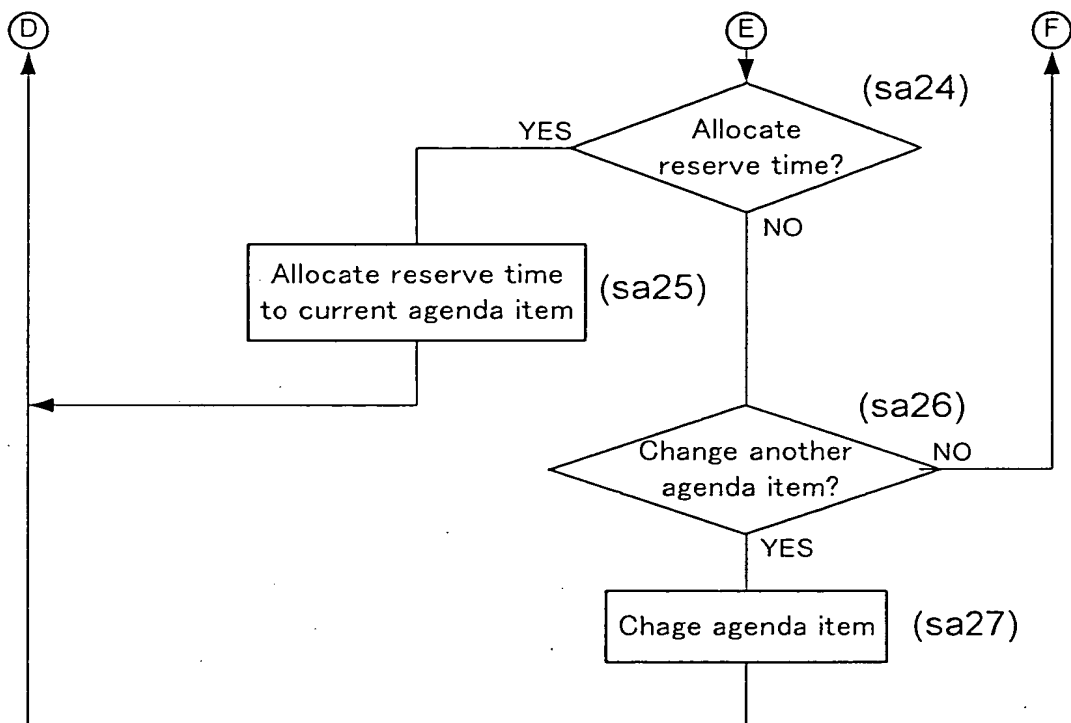 D
E
F
(sa24)
YES
Allocate
reserve time?
NO
Allocate reserve time
to current agenda item
(sa25)
(sa26)
Change another
agenda item?
NO
YES
Chage agenda item
(sa27)